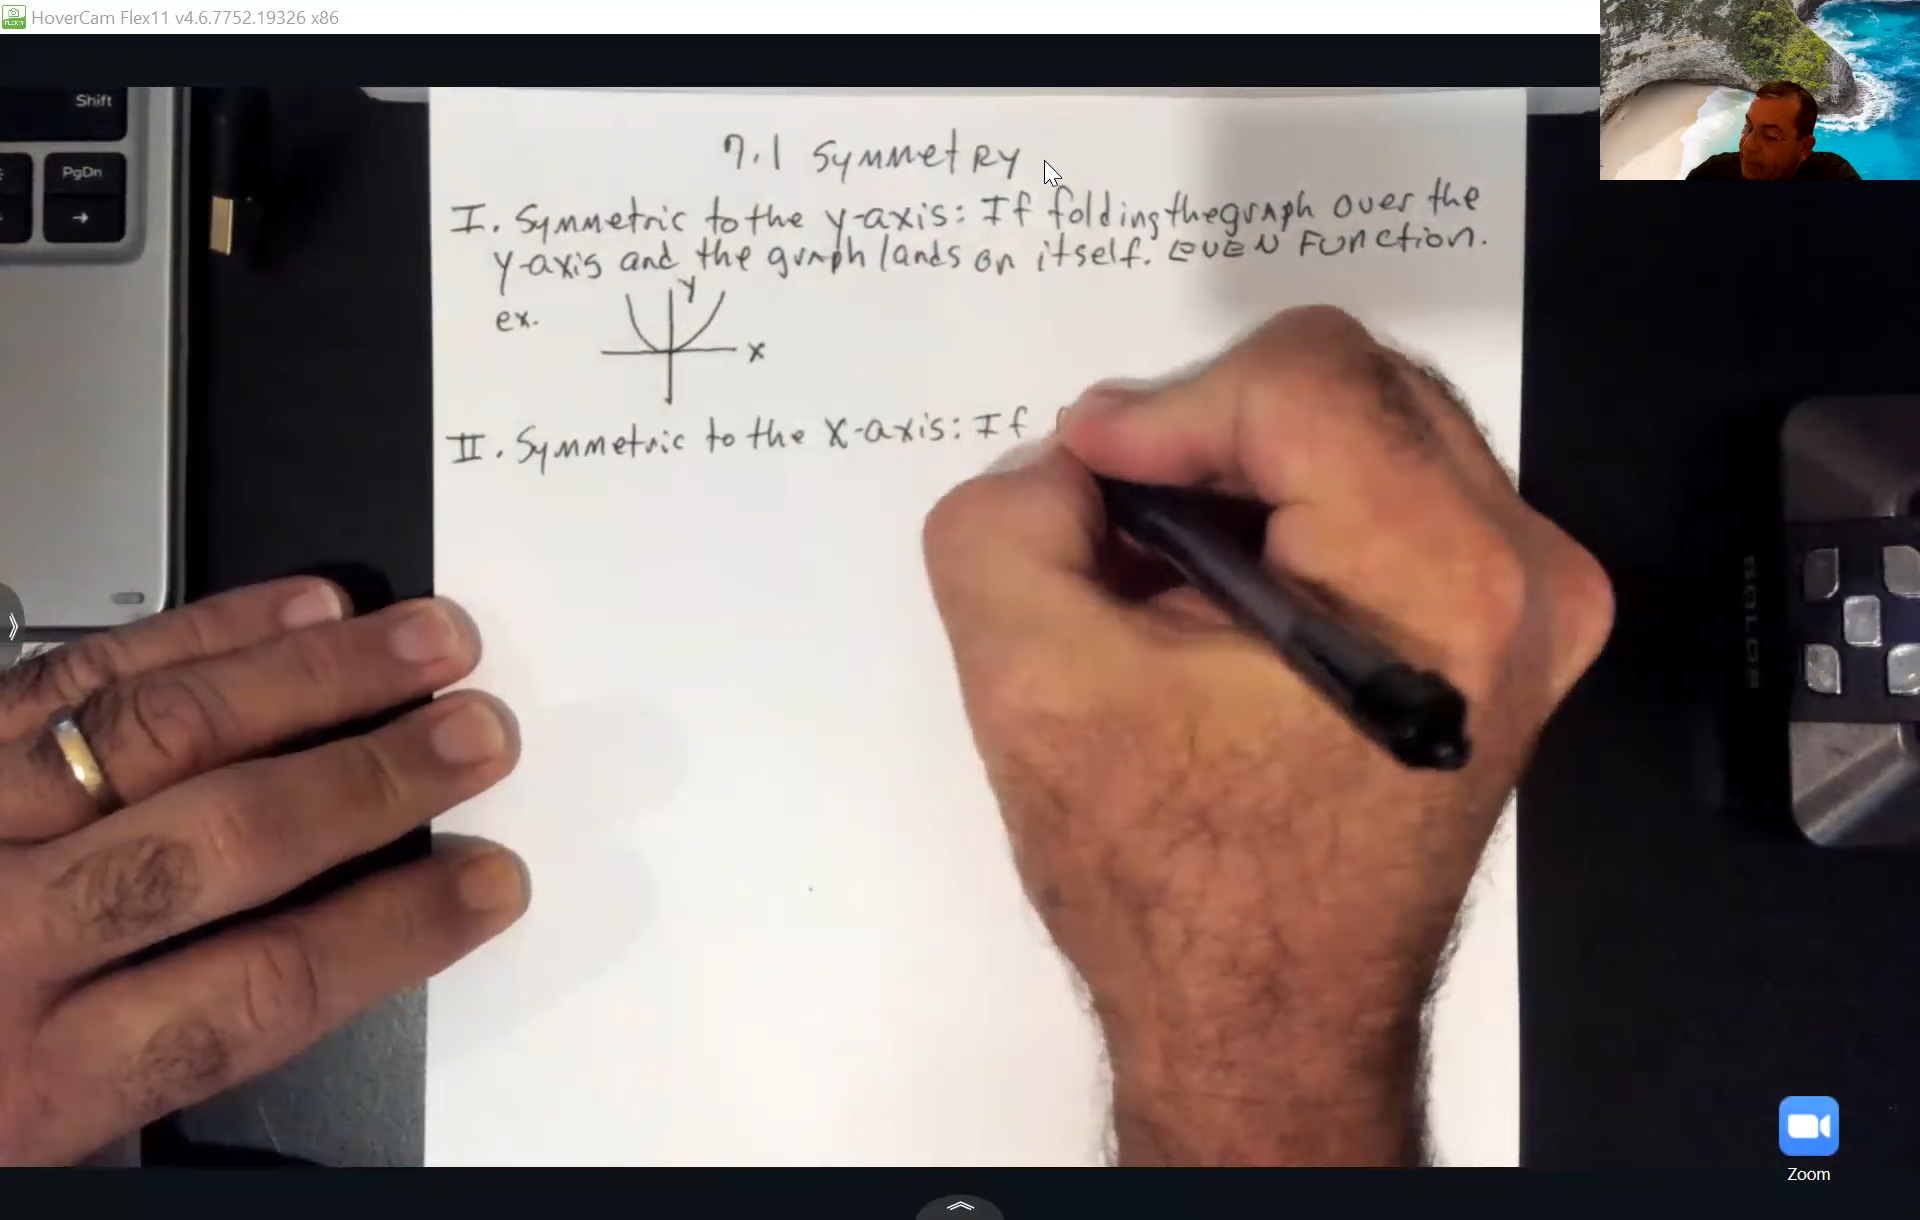 HoverCam Flex11 v4.6.7752.19326 x86
Shift
PgDn
7.1 Symmetry
I. Symmetric to the y-axis: If folding the graph over the
y-axis and the graph lands on itself. EVEN FUNCTION.
ex.
y
x
II. Symmetric to the x-axis: If
Zoom